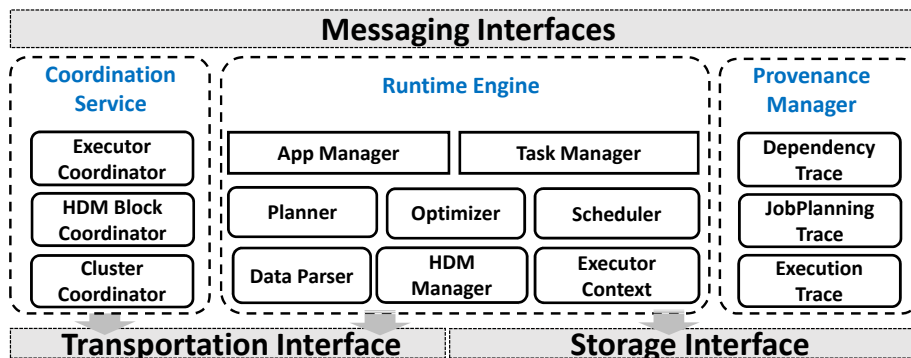 Messaging Interfaces
Coordination
Service
Executor
Coordinator
HDM Block
Coordinator
Cluster
Coordinator
Runtime Engine
App Manager
Task Manager
Planner
Optimizer
Scheduler
Data Parser
HDM
Manager
Executor
Context
Provenance
Manager
Dependency
Trace
JobPlanning
Trace
Execution
Trace
Transportation Interface
Storage Interface